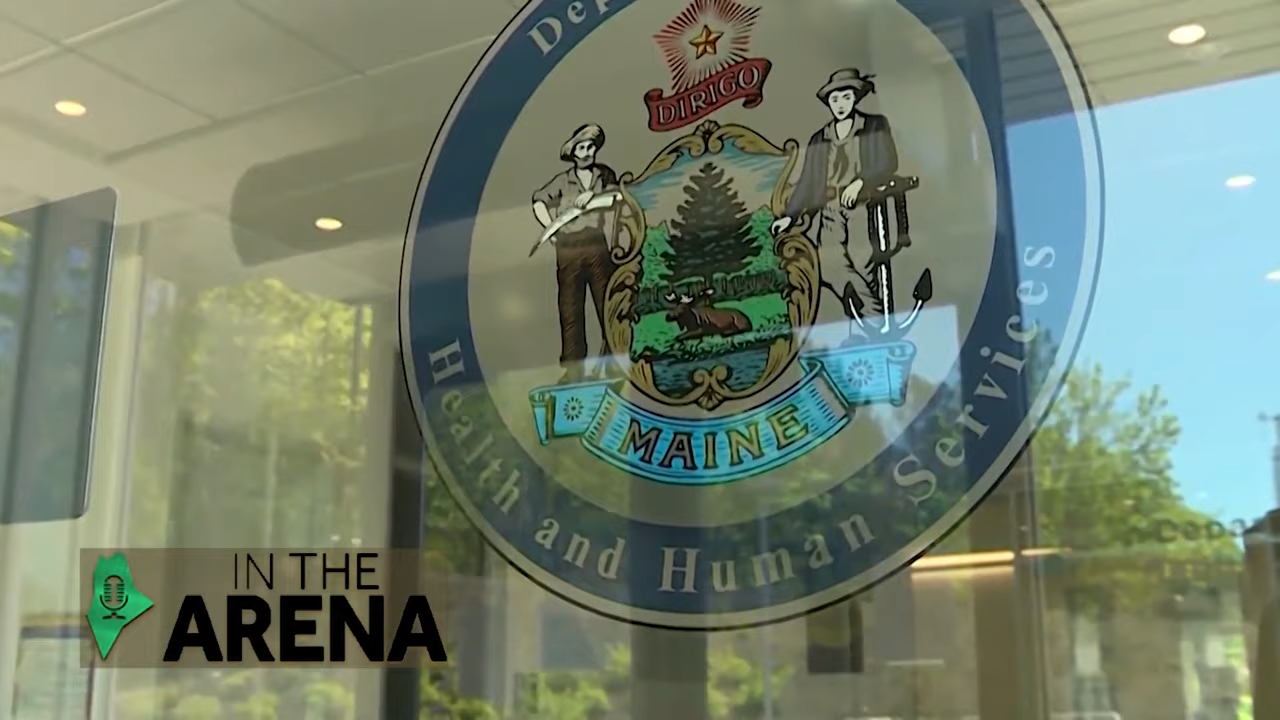 DIRIGO
MAINE
Health and Human Services
IN THE
ARENA